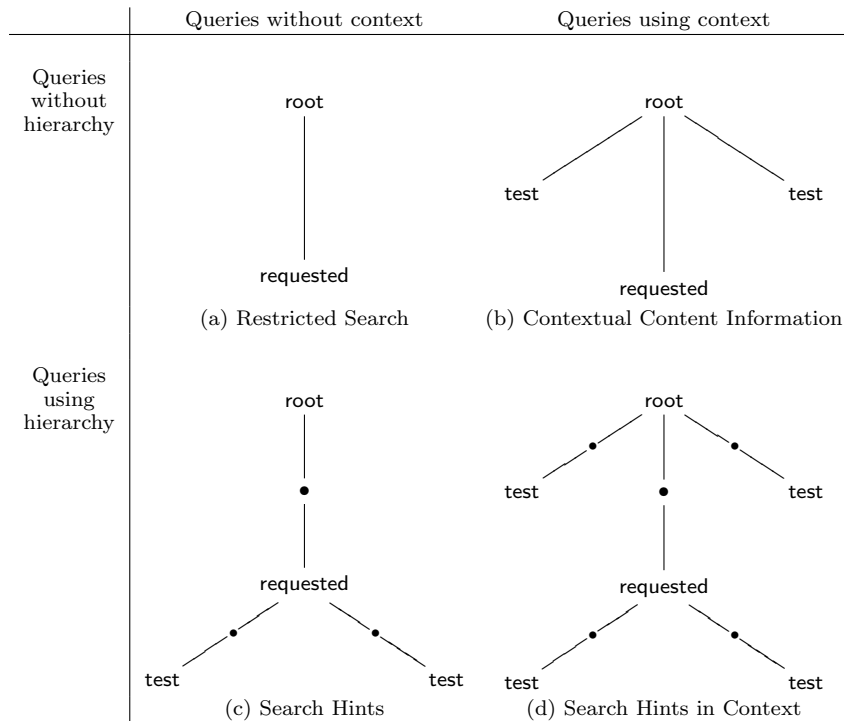 Queries without context
Queries using context
Queries
without
hierarchy
root
requested
(a) Restricted Search
root
test
test
requested
(b) Contextual Content Information
Queries
using
hierarchy
root
requested
test
test
(c) Search Hints
root
test
test
requested
test
test
(d) Search Hints in Context